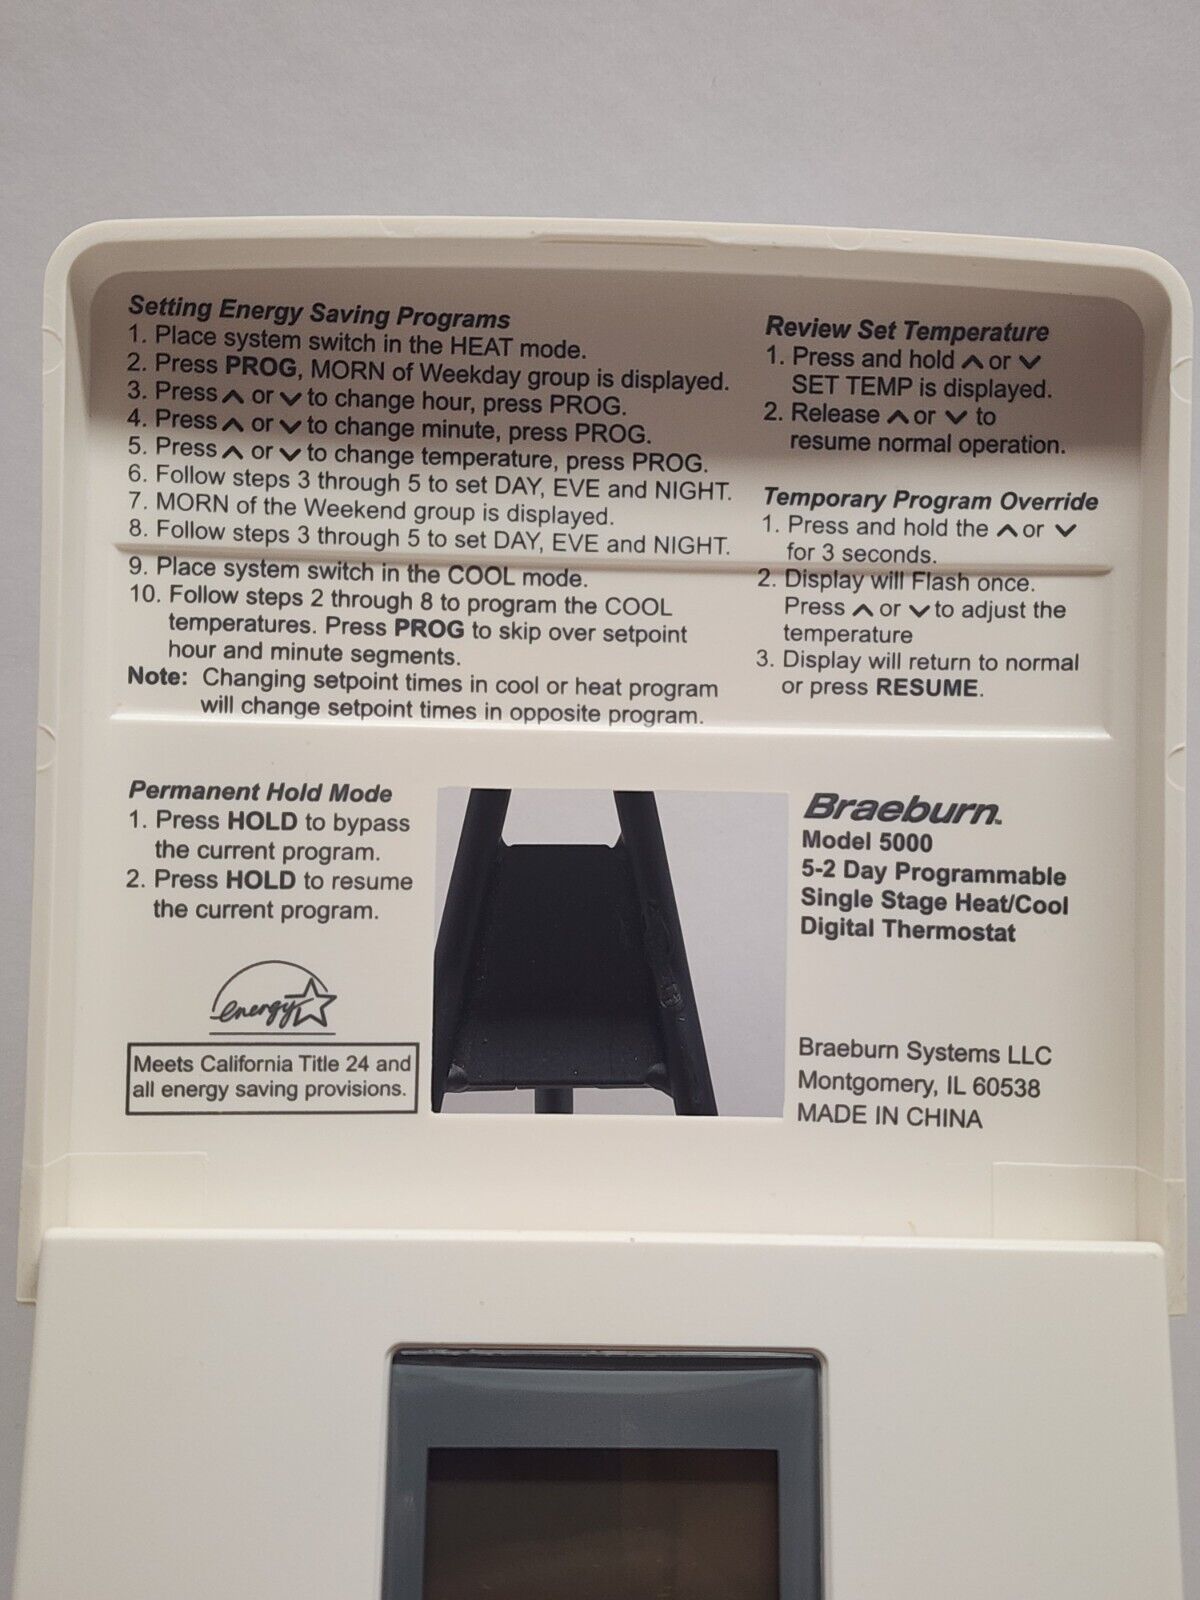 Setting Energy Saving Programs
1. Place system switch in the HEAT mode.
2. Press PROG, MORN of Weekday group is displayed.
3. Press ∧ or ∨ to change hour, press PROG.
4. Press ∧ or ∨ to change minute, press PROG.
5. Press ∧ or ∨ to change temperature, press PROG.
6. Follow steps 3 through 5 to set DAY, EVE and NIGHT.
7. MORN of the Weekend group is displayed.
8. Follow steps 3 through 5 to set DAY, EVE and NIGHT.
9. Place system switch in the COOL mode.
10. Follow steps 2 through 8 to program the COOL
temperatures. Press PROG to skip over setpoint
hour and minute segments.
Note: Changing setpoint times in cool or heat program
will change setpoint times in opposite program.
Review Set Temperature
1. Press and hold ∧ or ∨
SET TEMP is displayed.
2. Release ∧ or ∨ to
resume normal operation.
Temporary Program Override
1. Press and hold the ∧ or ∨
for 3 seconds.
2. Display will Flash once.
Press ∧ or ∨ to adjust the
temperature
3. Display will return to normal
or press RESUME.
Permanent Hold Mode
1. Press HOLD to bypass
the current program.
2. Press HOLD to resume
the current program.
energy
Meets California Title 24 and
all energy saving provisions.
Braeburn™
Model 5000
5-2 Day Programmable
Single Stage Heat/Cool
Digital Thermostat
Braeburn Systems LLC
Montgomery, IL 60538
MADE IN CHINA